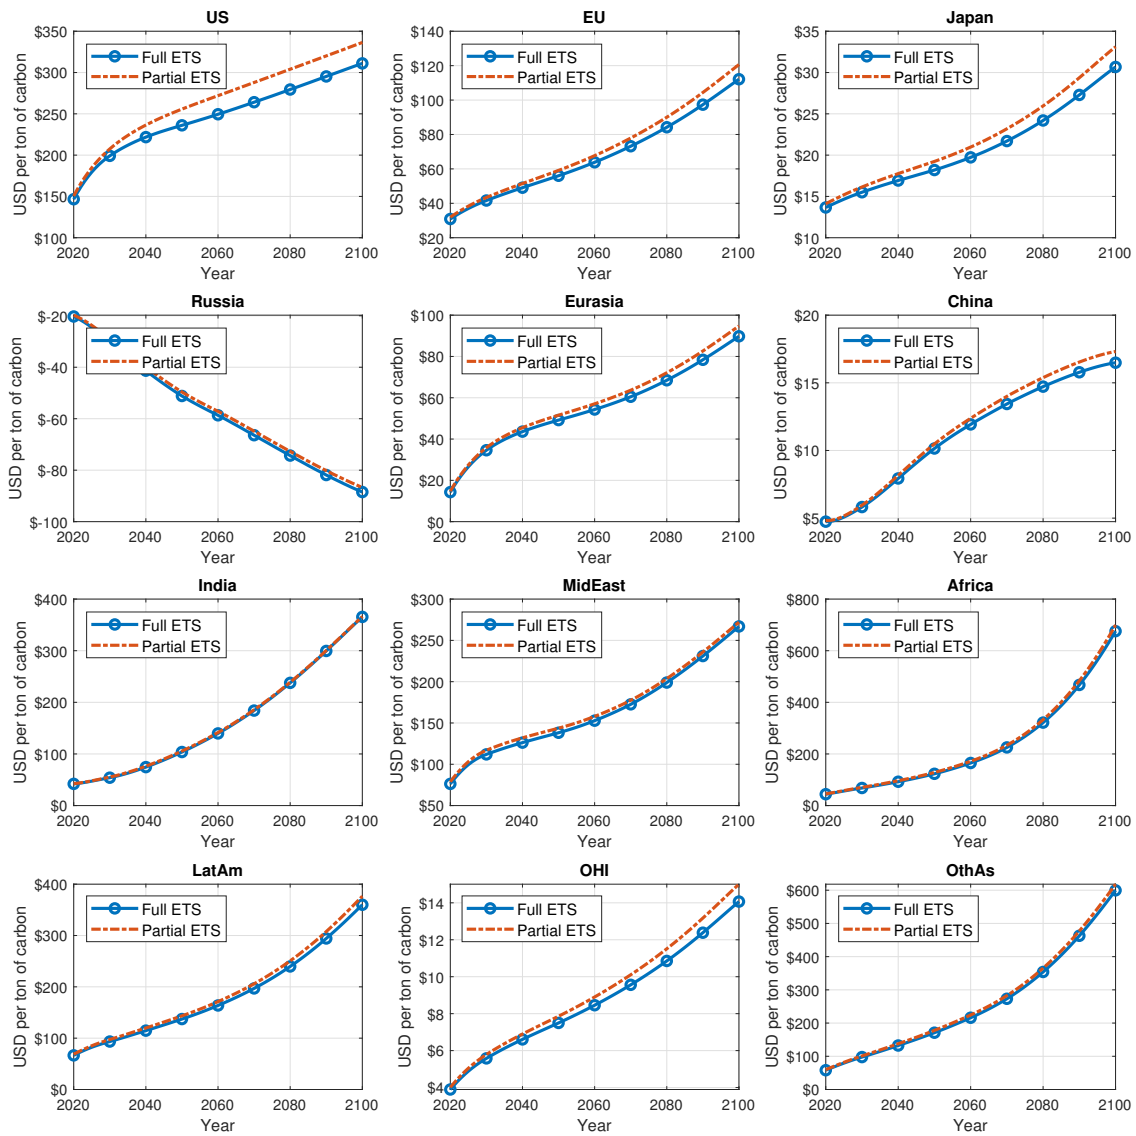 US
USD per ton of carbon
$350
$300
$250
$200
$150
$100
Full ETS
Partial ETS
2020 2040 2060 2080 2100
Year
EU
USD per ton of carbon
$140
$120
$100
$80
$60
$40
$20
Full ETS
Partial ETS
2020 2040 2060 2080 2100
Year
Japan
USD per ton of carbon
$35
$30
$25
$20
$15
$10
Full ETS
Partial ETS
2020 2040 2060 2080 2100
Year
Russia
USD per ton of carbon
$-20
$-40
$-60
$-80
$-100
Full ETS
Partial ETS
2020 2040 2060 2080 2100
Year
Eurasia
USD per ton of carbon
$100
$80
$60
$40
$20
$0
Full ETS
Partial ETS
2020 2040 2060 2080 2100
Year
China
USD per ton of carbon
$20
$15
$10
$5
Full ETS
Partial ETS
2020 2040 2060 2080 2100
Year
India
USD per ton of carbon
$400
$300
$200
$100
$0
Full ETS
Partial ETS
2020 2040 2060 2080 2100
Year
MidEast
USD per ton of carbon
$300
$250
$200
$150
$100
$50
Full ETS
Partial ETS
2020 2040 2060 2080 2100
Year
Africa
USD per ton of carbon
$800
$600
$400
$200
$0
Full ETS
Partial ETS
2020 2040 2060 2080 2100
Year
LatAm
USD per ton of carbon
$400
$300
$200
$100
$0
Full ETS
Partial ETS
2020 2040 2060 2080 2100
Year
OHI
USD per ton of carbon
$14
$12
$10
$8
$6
$4
Full ETS
Partial ETS
2020 2040 2060 2080 2100
Year
OthAs
USD per ton of carbon
$600
$500
$400
$300
$200
$100
$0
Full ETS
Partial ETS
2020 2040 2060 2080 2100
Year